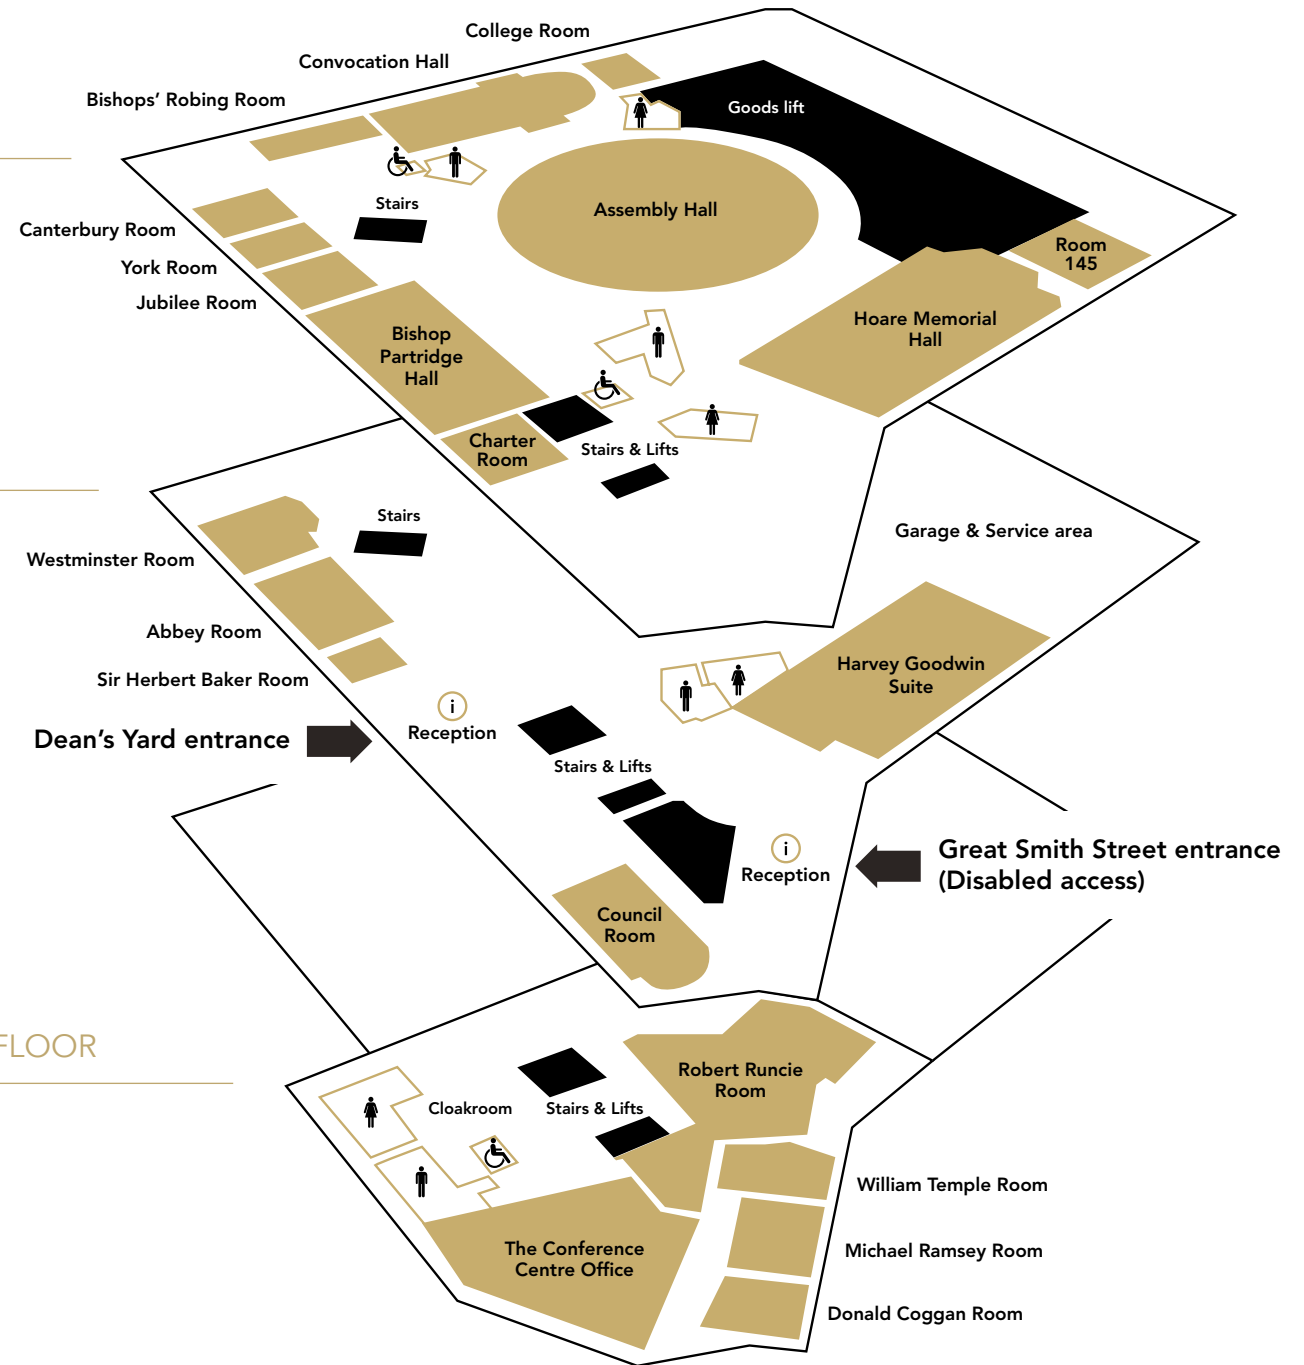 College Room
Convocation Hall
Bishops' Robing Room
Goods lift
Stairs
Assembly Hall
Canterbury Room
York Room
Jubilee Room
Room
145
Bishop
Partridge
Hall
Hoare Memorial
Hall
Charter
Room
Stairs & Lifts
Stairs
Garage & Service area
Westminster Room
Abbey Room
Sir Herbert Baker Room
Harvey Goodwin
Suite
i
Reception
Dean's Yard entrance
Stairs & Lifts
i
Reception
Great Smith Street entrance
(Disabled access)
Council
Room
FLOOR
Robert Runcie
Room
Cloakroom
Stairs & Lifts
William Temple Room
The Conference
Centre Office
Michael Ramsey Room
Donald Coggan Room